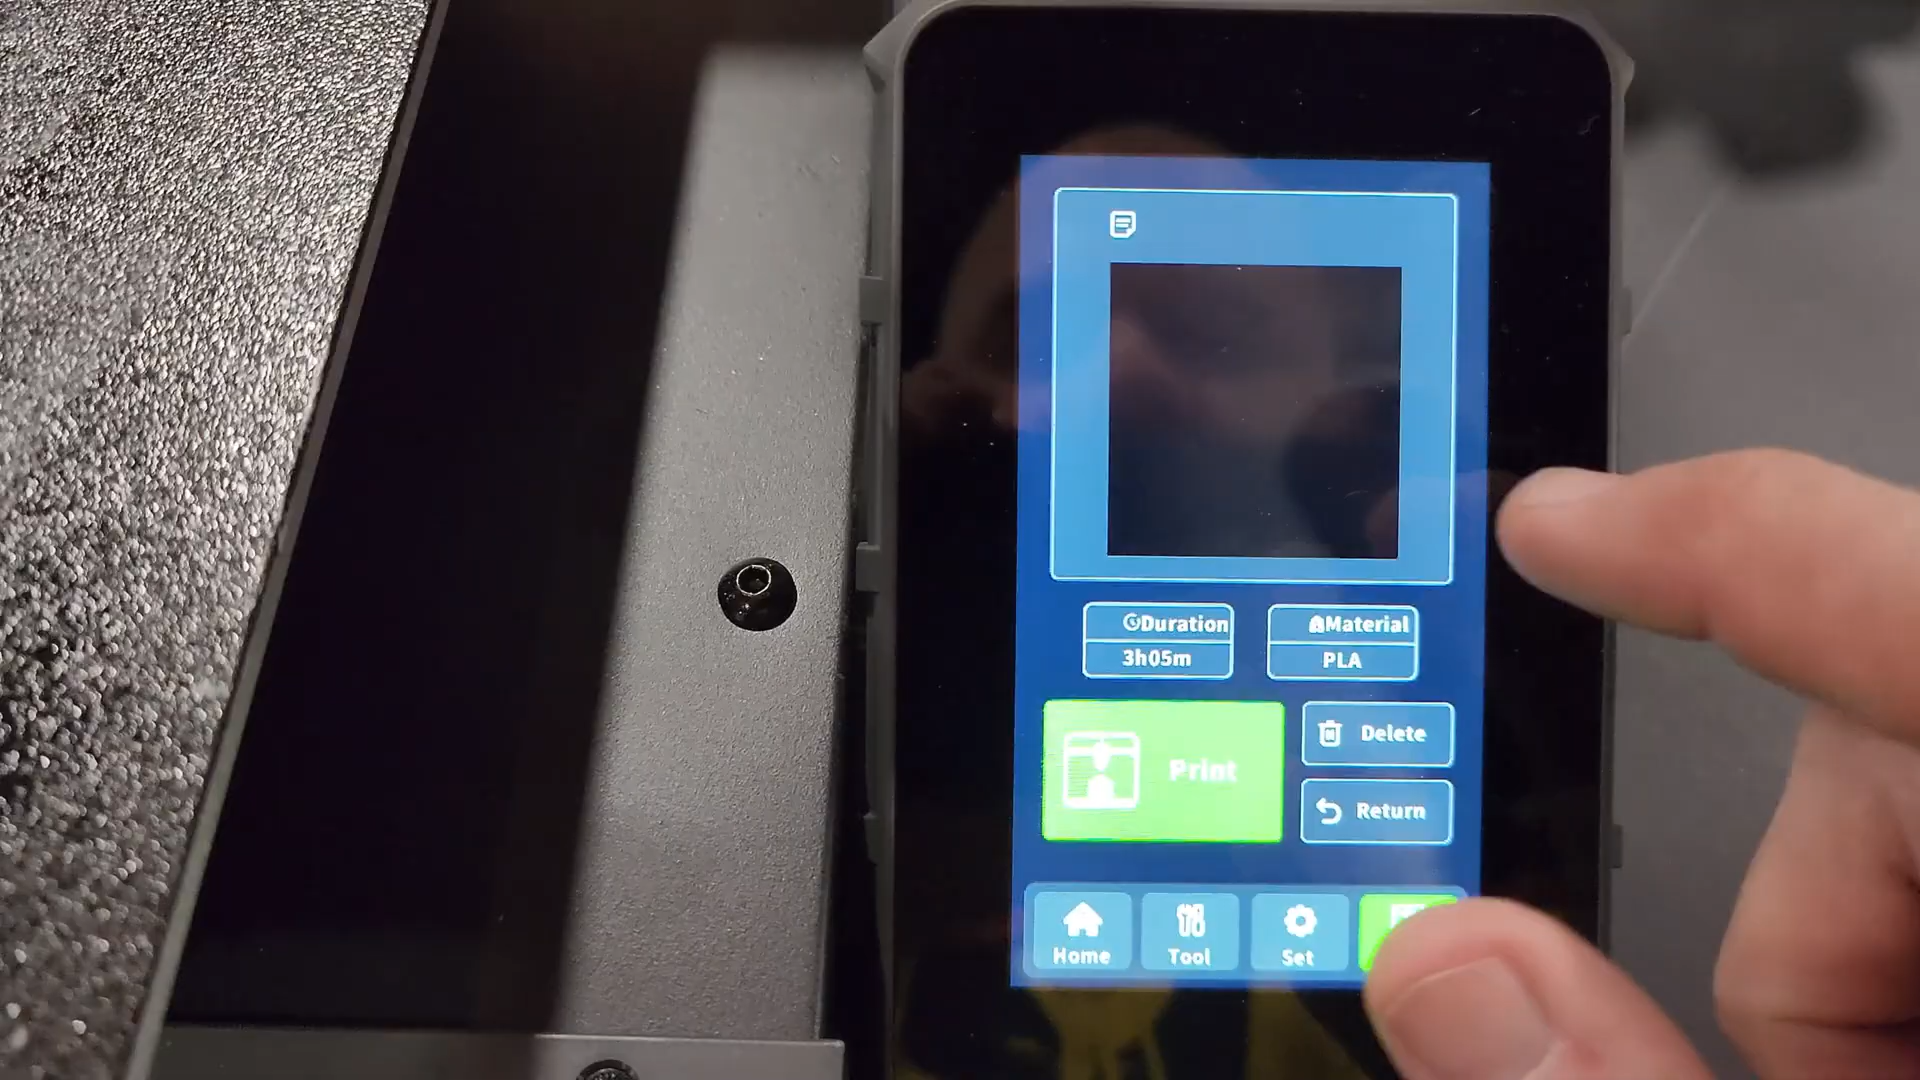 Duration
Material
3h05m
PLA
Print
Delete
Return
Home
Tool
Set